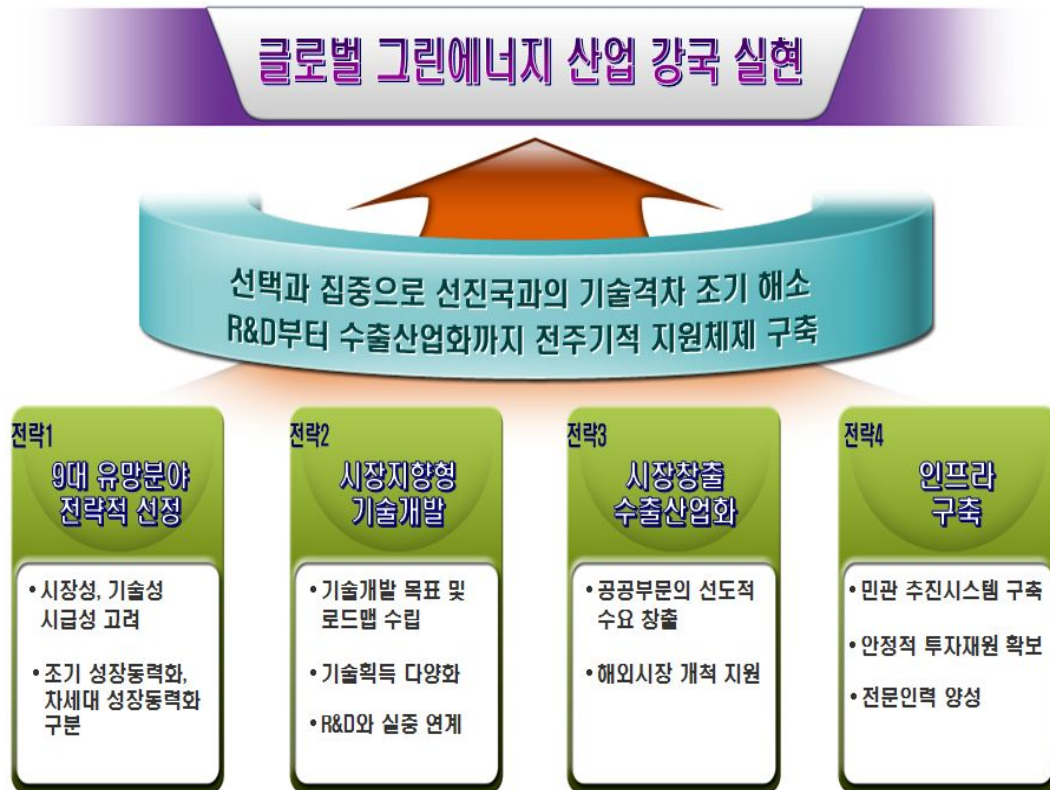 글로벌 그린에너지 산업 강국 실현
선택과 집중으로 선진국과의 기술격차 조기 해소
R&D부터 수출산업화까지 전주기적 지원체제 구축
전략1
9대 유망분야
전략적 선정
• 시장성, 기술성
시급성 고려
• 조기 성장동력화,
차세대 성장동력화
구분
전략2
시장지향형
기술개발
• 기술개발 목표 및
로드맵 수립
• 기술획득 다양화
• R&D와 실증 연계
전략3
시장창출
수출산업화
• 공공부문의 선도적
수요 창출
• 해외시장 개척 지원
전략4
인프라
구축
• 민관 추진시스템 구축
• 안정적 투자재원 확보
• 전문인력 양성